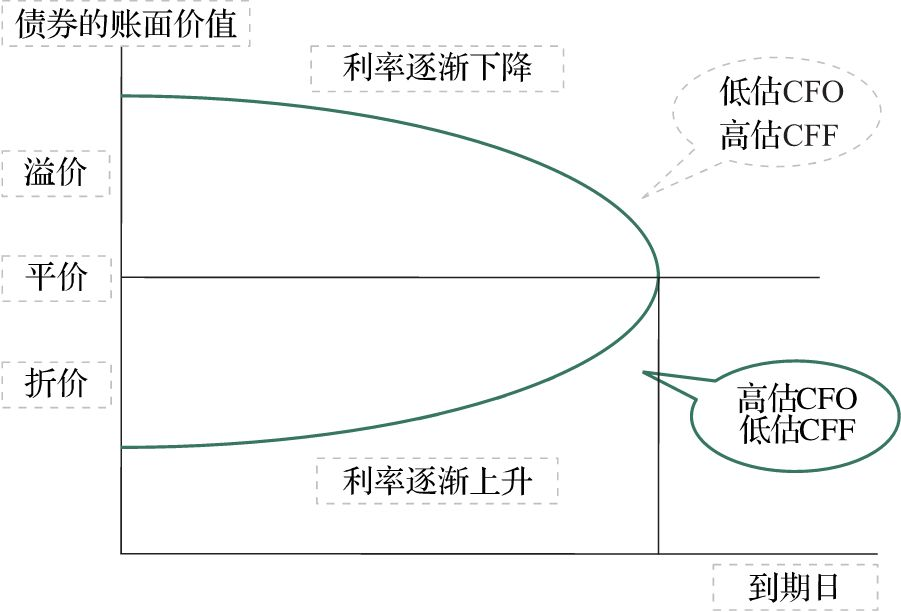 债券的账面价值
利率逐渐下降
低估CFO
高估CFF
溢价
平价
折价
高估CFO
低估CFF
利率逐渐上升
到期日